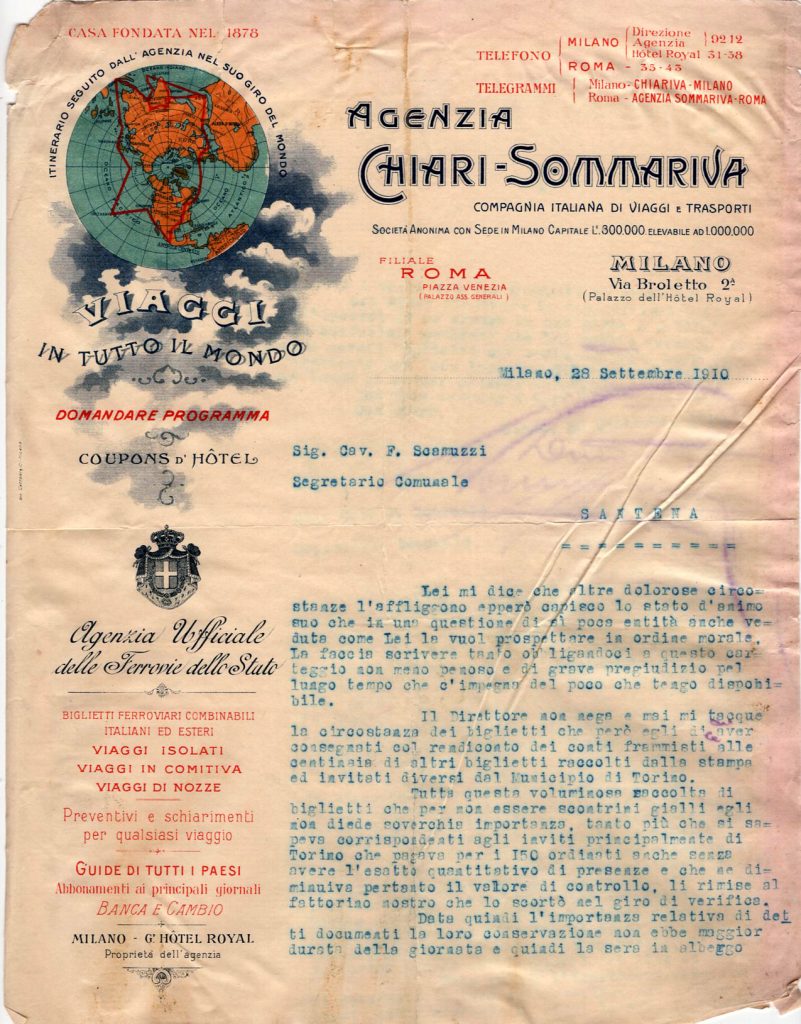 CASA FONDATA NEL 1878
ITINERARIO SEGUITO DALL'AGENZIA NEL SUO GIRO DEL MONDO
TELEFONO
MILANO
Direzione
Agenzia
9212
Hôtel Royal 31-38
ROMA - 35-43
TELEGRAMMI
Milano-CHIARIVA-MILANO
Roma - AGENZIA SOMMARIVA-ROMA
AGENZIA
CHIARI-SOMMARIVA
COMPAGNIA ITALIANA DI VIAGGI E TRASPORTI
SOCIETÁ ANONIMA CON SEDE IN MILANO CAPITALE L. 300.000 ELEVABILE AD 1.000.000
FILIALE
ROMA
PIAZZA VENEZIA
(PALAZZO ASS. GENERALI)
MILANO
Via Broletto 2ª
(Palazzo dell'Hôtel Royal)
VIAGGI
IN TUTTO IL MONDO
Milano, 28 Settembre 1910
DOMANDARE PROGRAMMA
COUPONS D'HÔTEL
Sig. Cav. F. Scamuzzi
Segretario Comunale
SANTENA
==========
Agenzia Ufficiale
delle Ferrovie dello Stato
BIGLIETTI FERROVIARI COMBINABILI
ITALIANI ED ESTERI
VIAGGI ISOLATI
VIAGGI IN COMITIVA
VIAGGI DI NOZZE
Preventivi e schiarimenti
per qualsiasi viaggio
GUIDE DI TUTTI I PAESI
Abbonamenti ai principali giornali
BANCA E CAMBIO
MILANO - Gd HOTEL ROYAL
Proprietà dell'agenzia
Lei mi dice che altre dolorose circo=
stanze l'affliggono epperò capisco lo stato d'animo
suo che in una questione di sì poca entità anche ve=
duta come Lei la vuol prospettare in ordine morale,
La faccia scrivere tanto obbligandoci a questo car=
teggio non meno penoso e di grave pregiudizio pel
lungo tempo che c'impegna del poco che tengo disponi=
bile.
Il Direttore non nega e mai mi tacque
la circostanza dei biglietti che però egli di aver
consegnati col rendiconto dei conti frammisti alle
centinaia di altri biglietti raccolti dalla stampa
ed invitati diversi dal Municipio di Torino.
Tutta questa voluminosa raccolta di
biglietti che per non essere scontrini gialli egli
non diede soverchia importanza, tanto più che si sa=
peva corrispondenti agli inviti principalmente di
Torino che pagava per i 150 ordinati anche senza
avere l'esatto quantitativo di presenze e che ne di=
minuiva pertanto il valore di controllo, li rimise al
fattorino nostro che lo scortò nel giro di verifica.
Data quindi l'importanza relativa di det
ti documenti la loro conservazione non ebbe maggior
durata della giornata e quindi la sera in albeggo